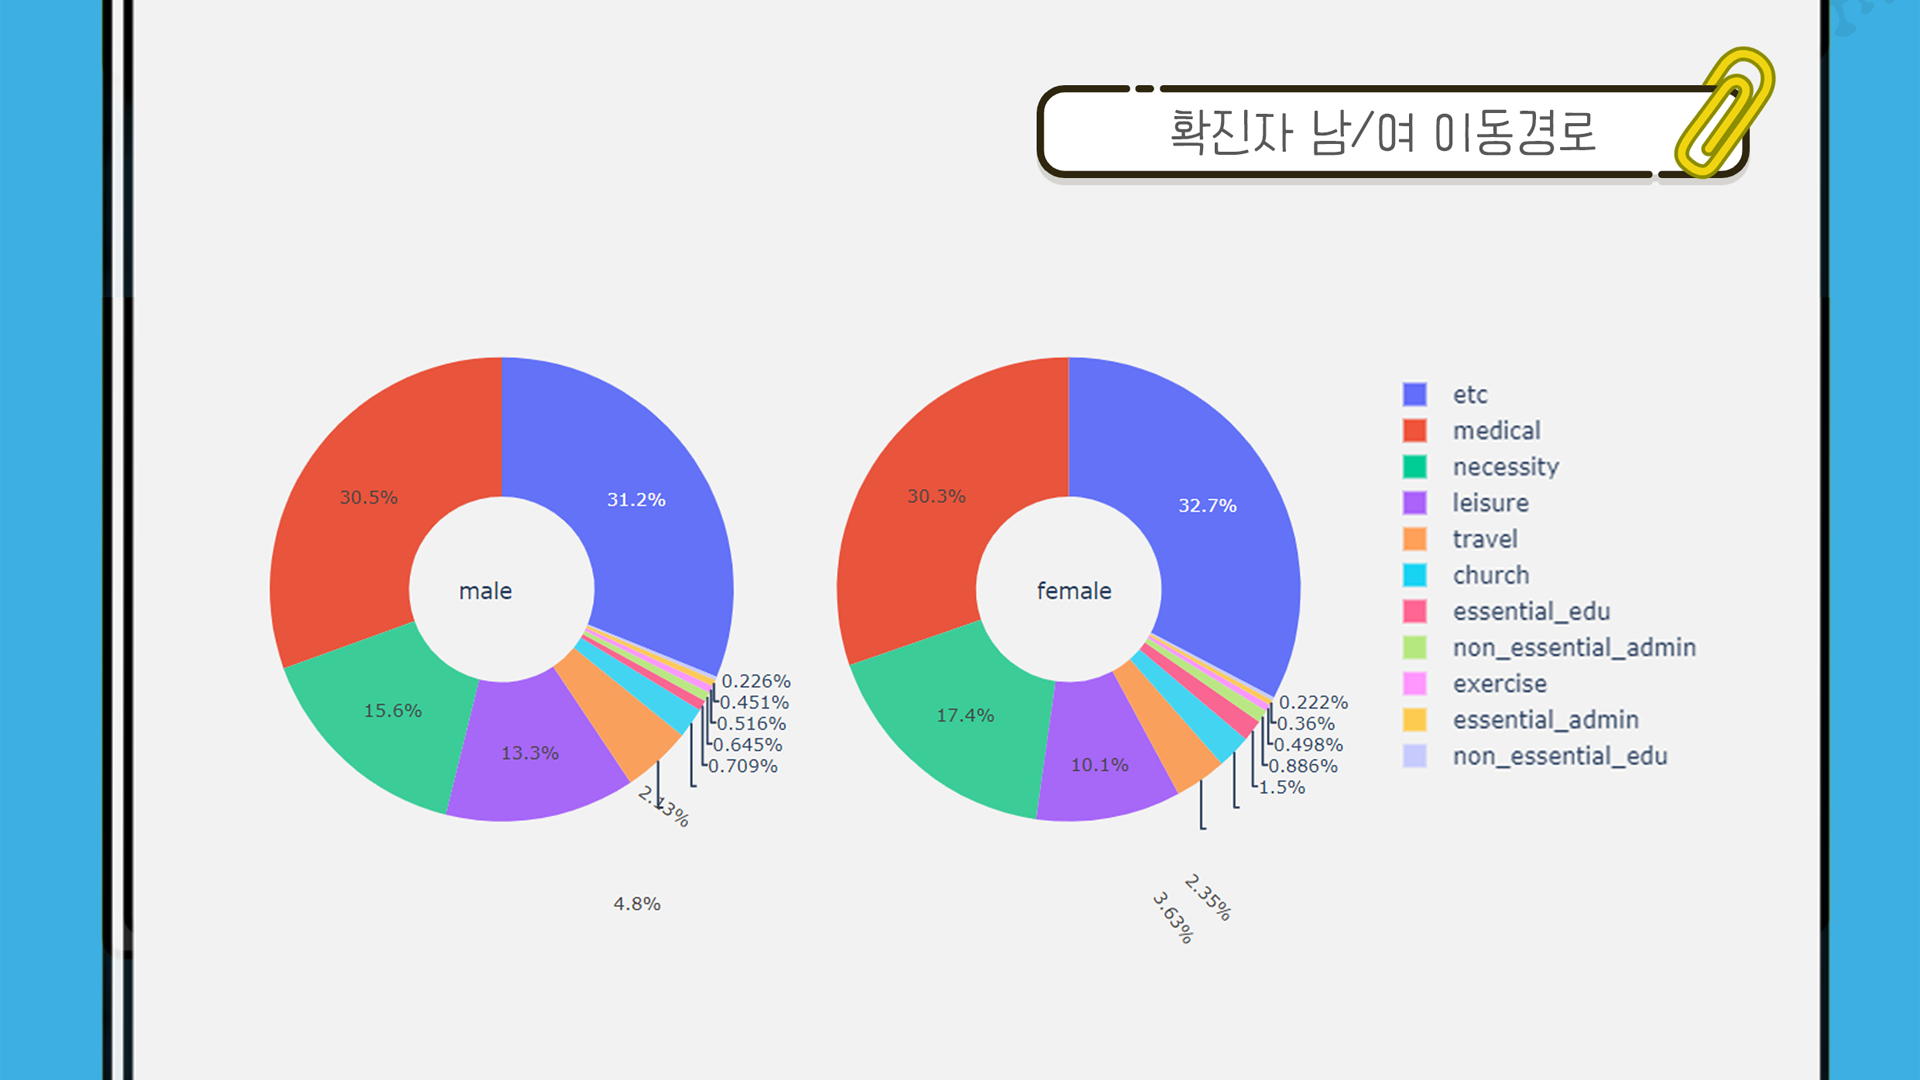 확진자 남/여 이동경로
30.5%
31.2%
male
15.6%
13.3%
0.226%
0.451%
0.516%
0.645%
0.709%
2.13%
4.8%
30.3%
32.7%
female
17.4%
10.1%
0.222%
0.36%
0.498%
0.886%
1.5%
2.35%
3.63%
etc
medical
necessity
leisure
travel
church
essential_edu
non_essential_admin
exercise
essential_admin
non_essential_edu